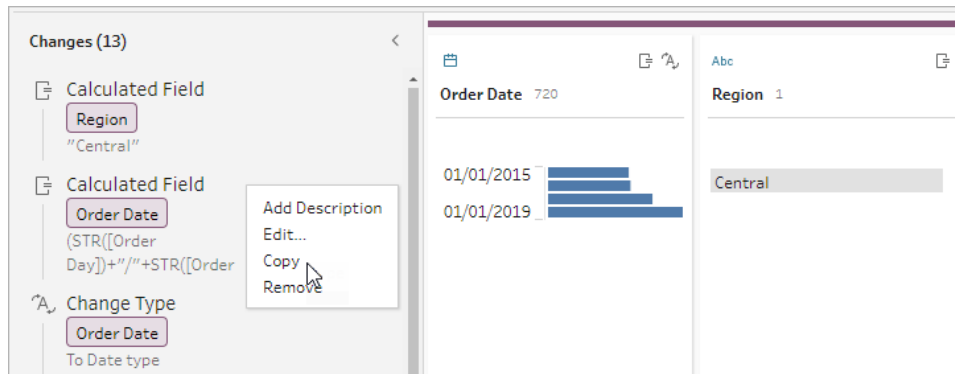 Changes (13)
Calculated Field
Region
"Central"
Calculated Field
Order Date
(STR([Order
Day])+"/"+STR([Order
Change Type
Order Date
To Date type
Add Description
Edit...
Copy
Remove
Order Date 720
01/01/2015
01/01/2019
Abc
Region 1
Central